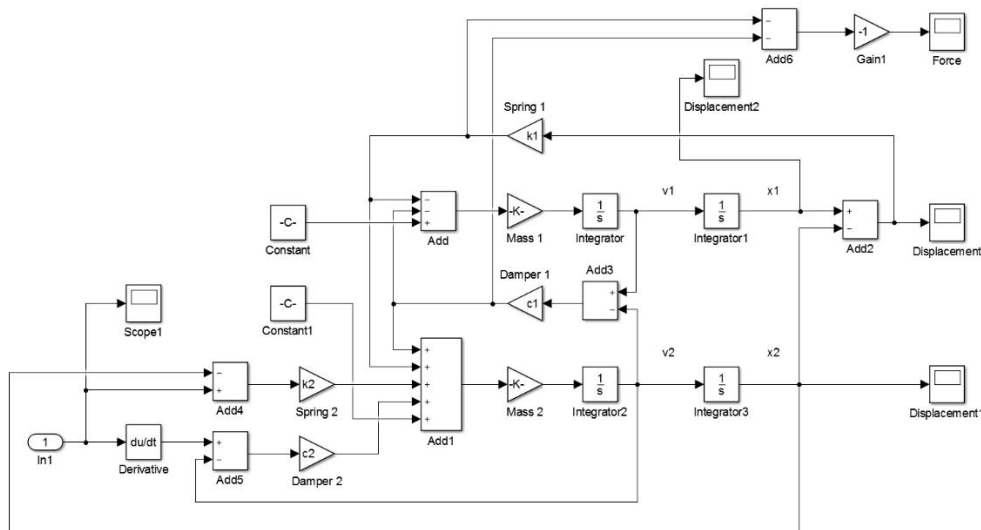 −
−
Add6
-1
Gain1
Force
Displacement2
Spring 1
k1
−
−
+
Add
-K-
Mass 1
1
s
Integrator
v1
1
s
Integrator1
x1
+
−
Add2
Displacement
-C-
Constant
Damper 1
c1
Add3
+
−
-C-
Constant1
Scope1
+
+
+
+
+
Add1
-K-
Mass 2
1
s
Integrator2
v2
1
s
Integrator3
x2
Displacement1
−
+
Add4
k2
Spring 2
1
In1
du/dt
Derivative
+
−
Add5
c2
Damper 2